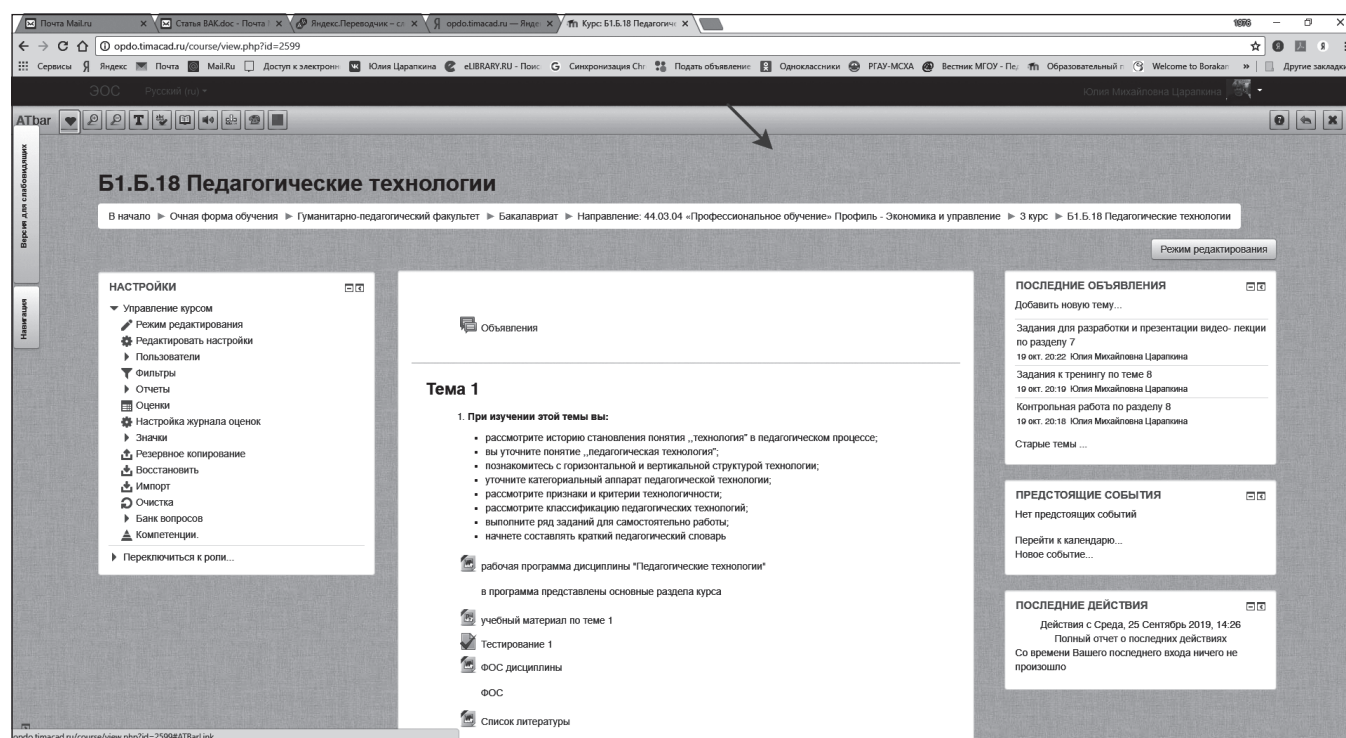 Почта Mail.ru
Статья ВАК.doc - Почта
Яндекс.Переводчик – сл
opdo.timacad.ru — Янде
Курс: Б1.Б.18 Педагогиче
1976
opdo.timacad.ru/course/view.php?id=2599
Сервисы Яндекс Почта Mail.Ru Доступ к электронн Юлия Царапкина eLIBRARY.RU - Поис Синхронизация Chr Подать объявление Одноклассники РГАУ-МСХА Вестник МГОУ - Пе Образовательный п Welcome to Borakan » Другие закладки
ЭОС Русский (ru) Юлия Михайловна Царапкина
ATbar
Версия для слабовидящих
Навигация
Б1.Б.18 Педагогические технологии
В начало ► Очная форма обучения ► Гуманитарно-педагогический факультет ► Бакалавриат ► Направление: 44.03.04 «Профессиональное обучение» Профиль - Экономика и управление ► 3 курс ► Б1.Б.18 Педагогические технологии
Режим редактирования
НАСТРОЙКИ
Управление курсом
Режим редактирования
Редактировать настройки
Пользователи
Фильтры
Отчеты
Оценки
Настройка журнала оценок
Значки
Резервное копирование
Восстановить
Импорт
Очистка
Банк вопросов
Компетенции.
Переключиться к роли...
Объявления
Тема 1
1. При изучении этой темы вы:
▪ рассмотрите историю становления понятия ,,технология" в педагогическом процессе;
▪ вы уточните понятие ,,педагогическая технология";
▪ познакомитесь с горизонтальной и вертикальной структурой технологии;
▪ уточните категориальный аппарат педагогической технологии;
▪ рассмотрите признаки и критерии технологичности;
▪ рассмотрите классификацию педагогических технологий;
▪ выполните ряд заданий для самостоятельно работы;
▪ начнете составлять краткий педагогический словарь
рабочая программа дисциплины "Педагогические технологии"
в программа представлены основные раздела курса
учебный материал по теме 1
Тестирование 1
ФОС дисциплины
ФОС
Список литературы
ПОСЛЕДНИЕ ОБЪЯВЛЕНИЯ
Добавить новую тему...
Задания для разработки и презентации видео- лекции
по разделу 7
19 окт. 20:22 Юлия Михайловна Царапкина
Задания к тренингу по теме 8
19 окт. 20:19 Юлия Михайловна Царапкина
Контрольная работа по разделу 8
19 окт. 20:18 Юлия Михайловна Царапкина
Старые темы ...
ПРЕДСТОЯЩИЕ СОБЫТИЯ
Нет предстоящих событий
Перейти к календарю...
Новое событие...
ПОСЛЕДНИЕ ДЕЙСТВИЯ
Действия с Среда, 25 Сентябрь 2019, 14:26
Полный отчет о последних действиях
Со времени Вашего последнего входа ничего не
произошло
opdo.timacad.ru/course/view.php?id=2599#ATBarLink